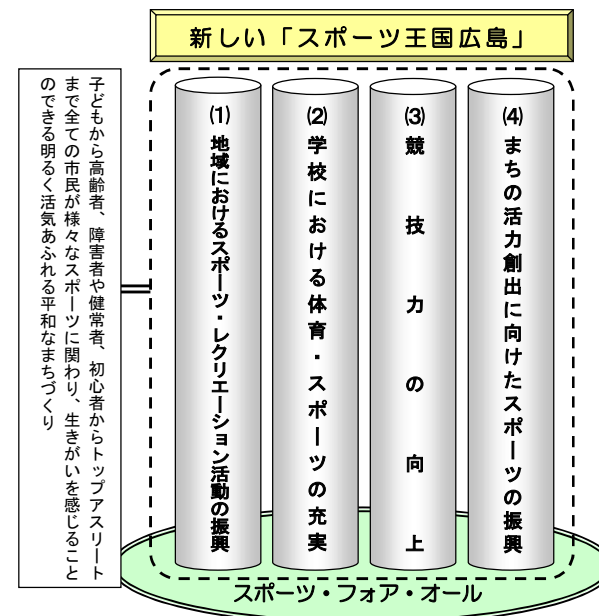 新しい「スポーツ王国広島」
子どもから高齢者、障害者や健常者、初心者からトップアスリート
まで全ての市民が様々なスポーツに関わり、生きがいを感じること
のできる明るく活気あふれる平和なまちづくり
(1) 地域におけるスポーツ・レクリエーション活動の振興
(2) 学校における体育・スポーツの充実
(3) 競技力の向上
(4) まちの活力創出に向けたスポーツの振興
スポーツ・フォア・オール